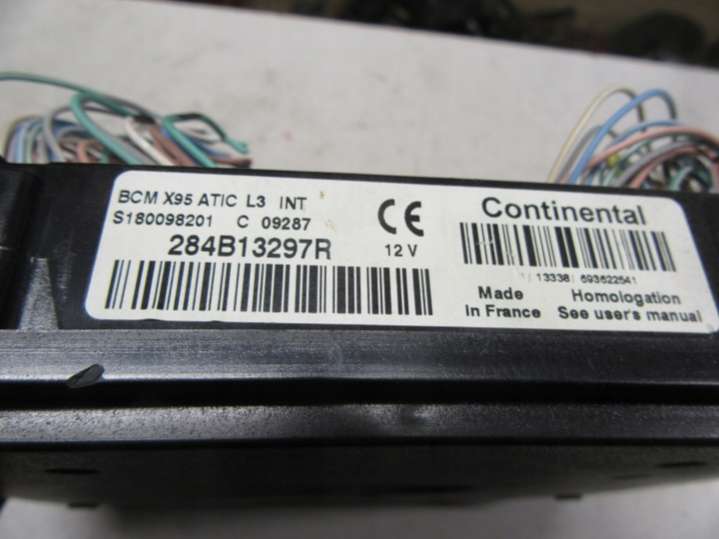 BCM X95 ATIC L3 INT
S180098201 C 09287
284B13297R
CE
12 V
Continental
13338 693622541
Made
In France
Homologation
See user's manual